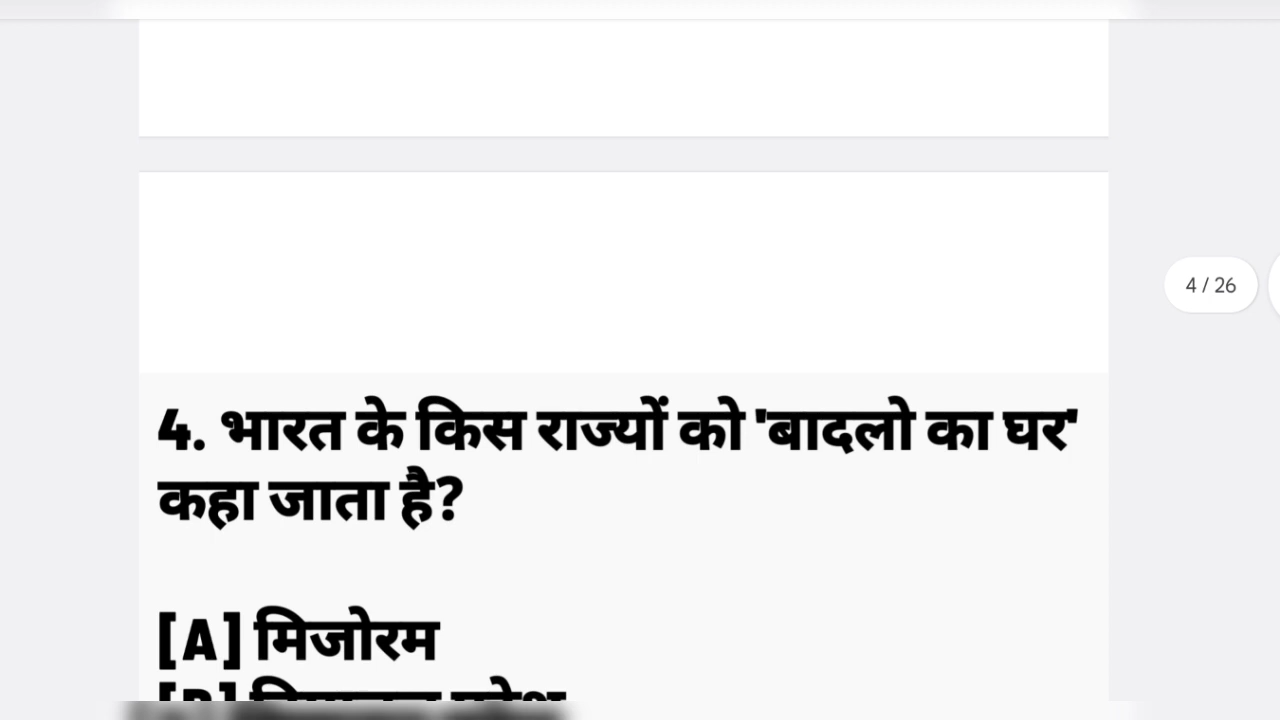 4 / 26
4. भारत के किस राज्यों को 'बादलो का घर'
कहा जाता है?
[A] मिजोरम
[B]